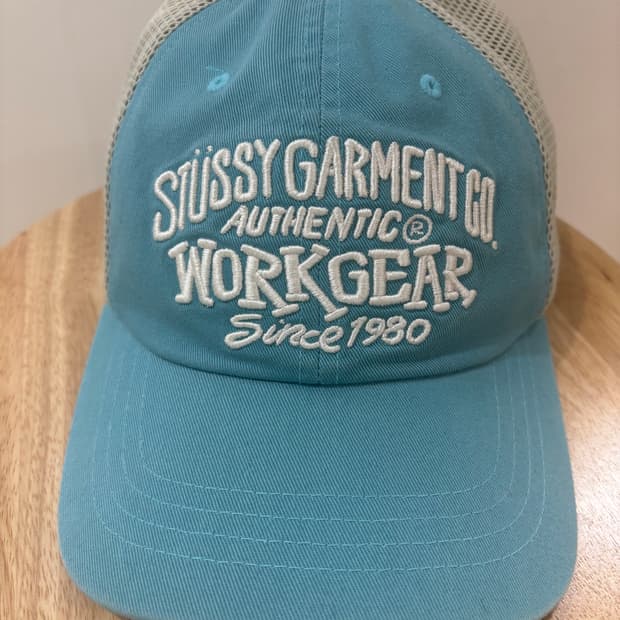 STÜSSY GARMENT CO.
AUTHENTIC®
WORKGEAR,
Since 1980